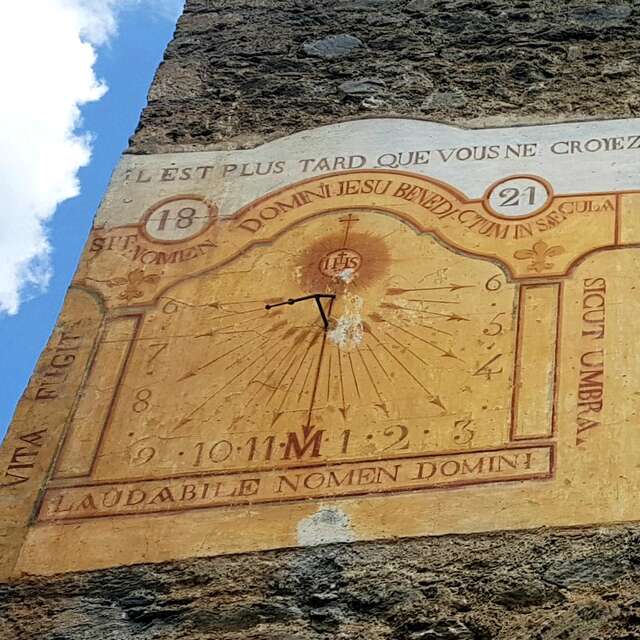 IL EST PLUS TARD QUE VOUS NE CROYEZ
18 21
SIT NOMEN DOMINI JESU BENEDICTUM IN SÆCULA
IHS
6 6
7 5
8 4
9 · 10 · 11 · M · 1 · 2 · 3
VITA FUGIT
SICUT UMBRA
LAUDABILE NOMEN DOMINI